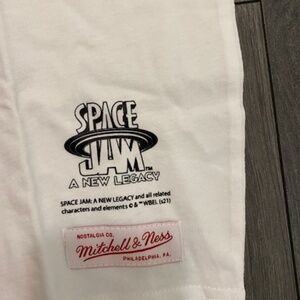 SPACE
JAM™
A NEW LEGACY
SPACE JAM: A NEW LEGACY and all related
characters and elements © & ™ WBEI. (s21)
NOSTALGIA CO.
Mitchell & Ness
PHILADELPHIA, PA.